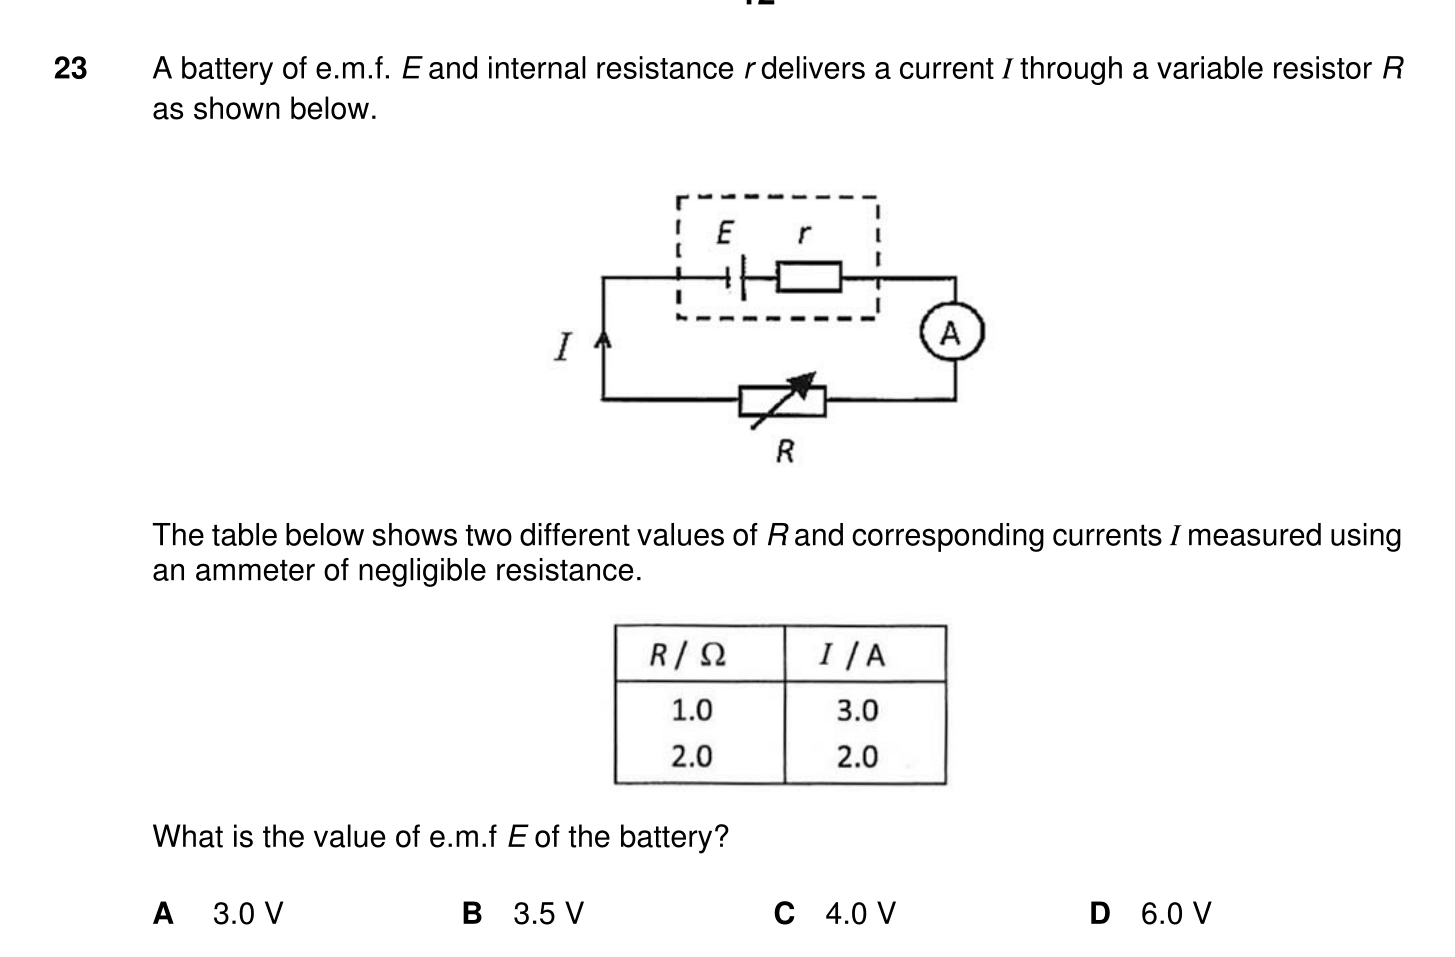 23 A battery of e.m.f. E and internal resistance r delivers a current I through a variable resistor R
as shown below.
E r
I
A
R
The table below shows two different values of R and corresponding currents I measured using
an ammeter of negligible resistance.
R / Ω I / A
1.0 3.0
2.0 2.0
What is the value of e.m.f E of the battery?
A 3.0 V B 3.5 V C 4.0 V D 6.0 V